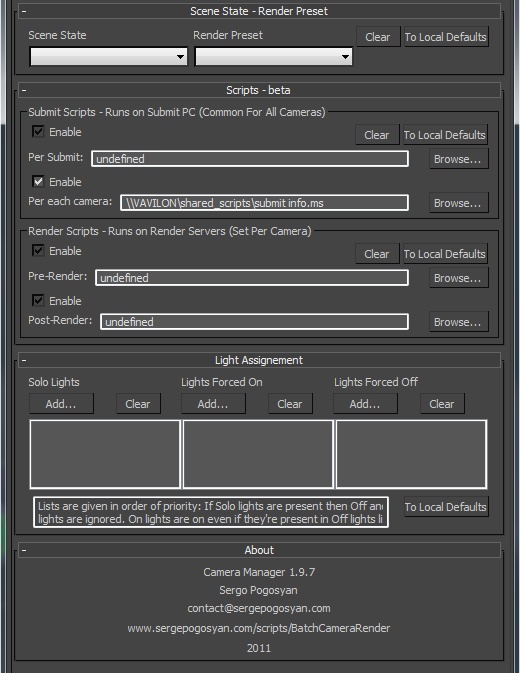 - Scene State - Render Preset
Scene State Render Preset Clear To Local Defaults
- Scripts - beta
Submit Scripts - Runs on Submit PC (Common For All Cameras)
Enable Clear To Local Defaults
Per Submit: undefined Browse...
Enable
Per each camera: \\VAVILON\shared_scripts\submit info.ms Browse...
Render Scripts - Runs on Render Servers (Set Per Camera)
Enable Clear To Local Defaults
Pre-Render: undefined Browse...
Enable
Post-Render: undefined Browse...
- Light Assignement
Solo Lights Lights Forced On Lights Forced Off
Add... Clear Add... Clear Add... Clear
Lists are given in order of priority: If Solo lights are present then Off and
lights are ignored. On lights are on even if they're present in Off lights li
To Local Defaults
- About
Camera Manager 1.9.7
Sergo Pogosyan
contact@sergepogosyan.com
www.sergepogosyan.com/scripts/BatchCameraRender
2011